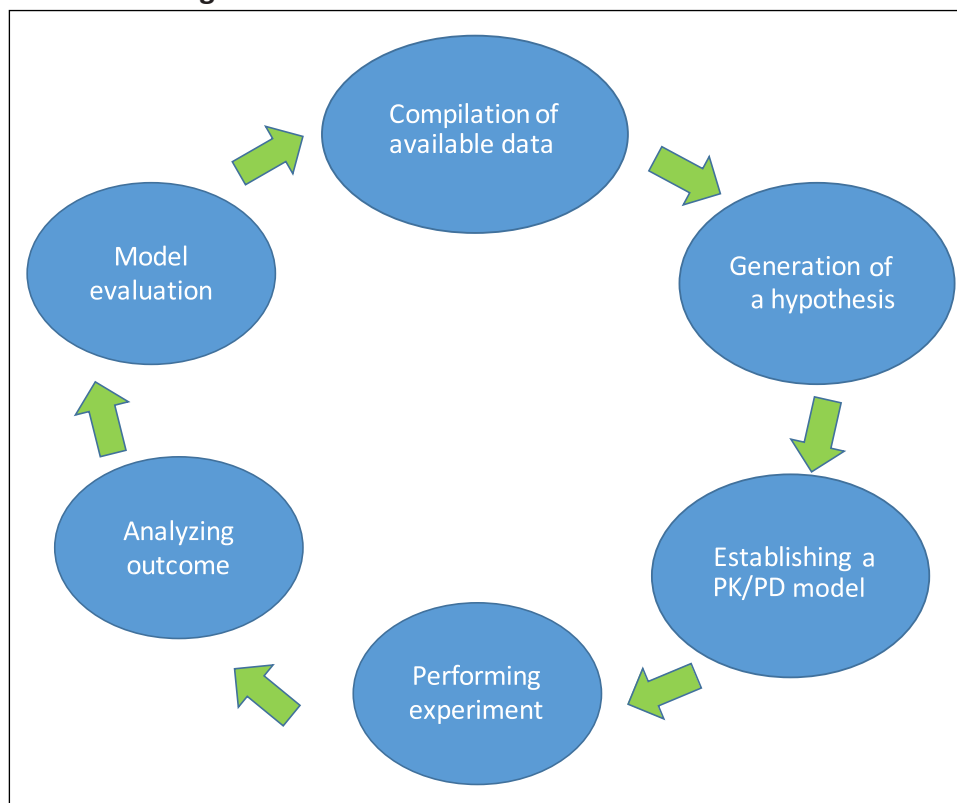 Compilation of
available data
Generation of
a hypothesis
Establishing a
PK/PD model
Performing
experiment
Analyzing
outcome
Model
evaluation